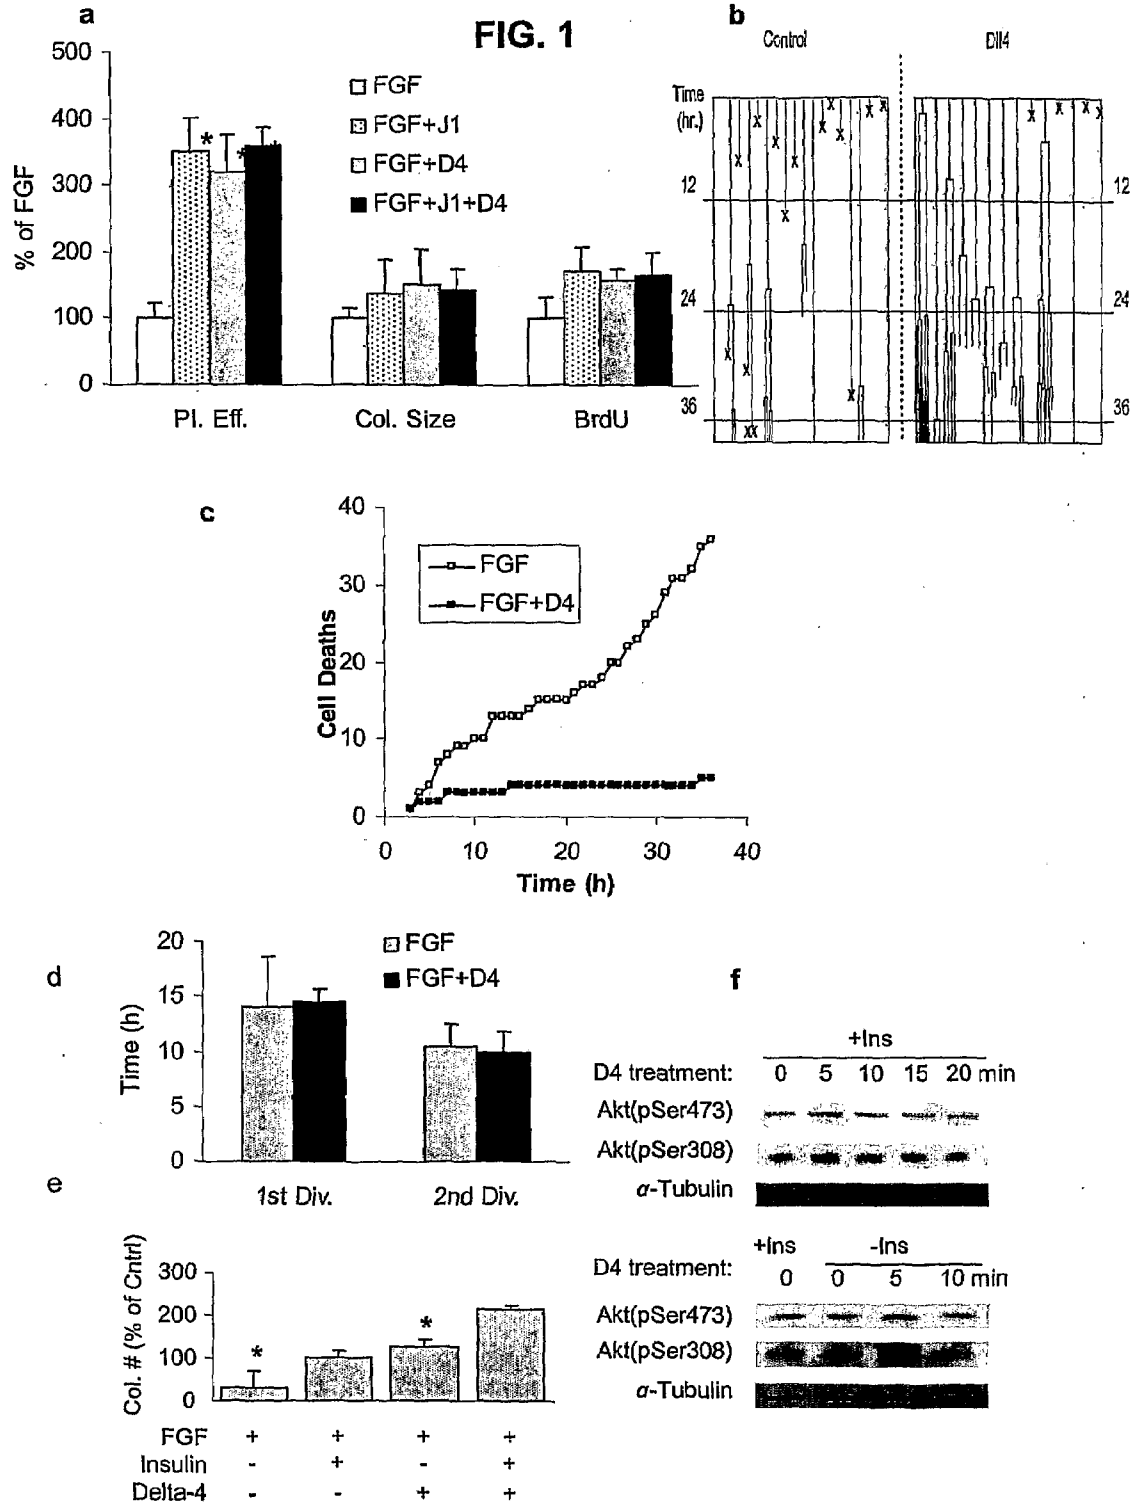 FIG. 1
a
% of FGF
500
400
300
200
100
0
FGF
FGF+J1
FGF+D4
FGF+J1+D4
*
*
Pl. Eff.
Col. Size
BrdU
b
Control
Dll4
Time
(hr.)
12
12
24
24
36
36
c
Cell Deaths
40
30
20
10
0
FGF
FGF+D4
0 10 20 30 40
Time (h)
d
Time (h)
20
15
10
5
0
FGF
FGF+D4
1st Div.
2nd Div.
e
Col. # (% of Cntrl)
300
200
100
0
*
*
FGF + + + +
Insulin - + - +
Delta-4 - - + +
f
+Ins
D4 treatment: 0 5 10 15 20 min
Akt(pSer473)
Akt(pSer308)
α-Tubulin
+Ins -Ins
D4 treatment: 0 0 5 10 min
Akt(pSer473)
Akt(pSer308)
α-Tubulin